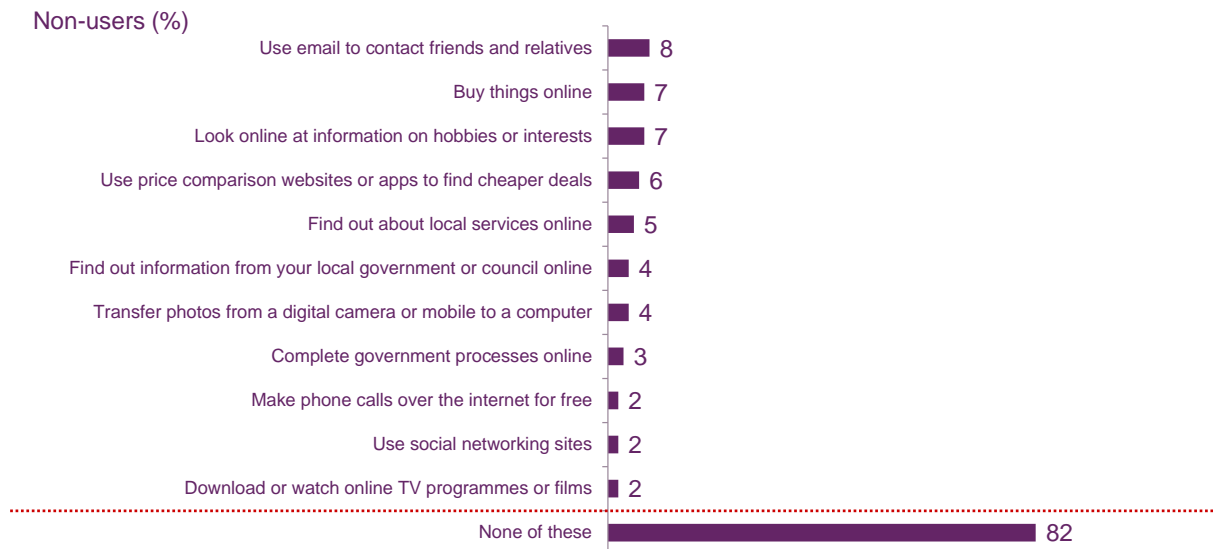 Non-users (%)
Use email to contact friends and relatives 8
Buy things online 7
Look online at information on hobbies or interests 7
Use price comparison websites or apps to find cheaper deals 6
Find out about local services online 5
Find out information from your local government or council online 4
Transfer photos from a digital camera or mobile to a computer 4
Complete government processes online 3
Make phone calls over the internet for free 2
Use social networking sites 2
Download or watch online TV programmes or films 2
None of these 82